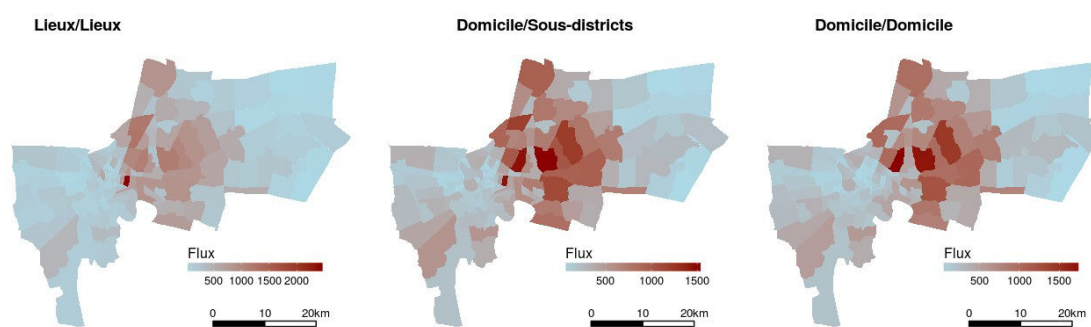 Lieux/Lieux
Domicile/Sous-districts
Domicile/Domicile
Flux
500 1000 1500 2000
0 10 20km
Flux
500 1000 1500
0 10 20km
Flux
500 1000 1500
0 10 20km